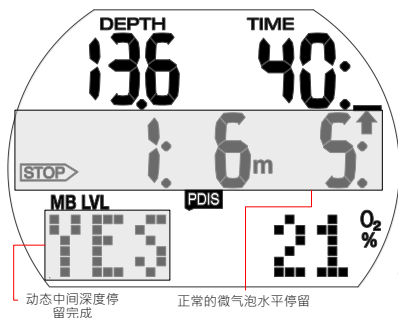 DEPTH TIME
13.6 40:
STOP 1: 6m 5:
MB LVL PDIS
YES 21 O2 %
动态中间深度停
留完成
正常的微气泡水平停留